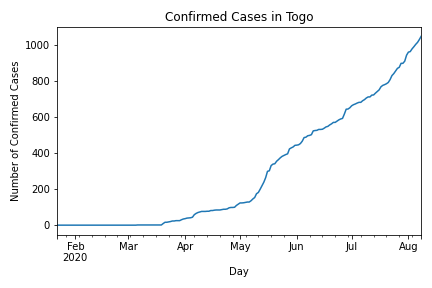 Confirmed Cases in Togo
Number of Confirmed Cases
1000
800
600
400
200
0
Feb Mar Apr May Jun Jul Aug
2020
Day